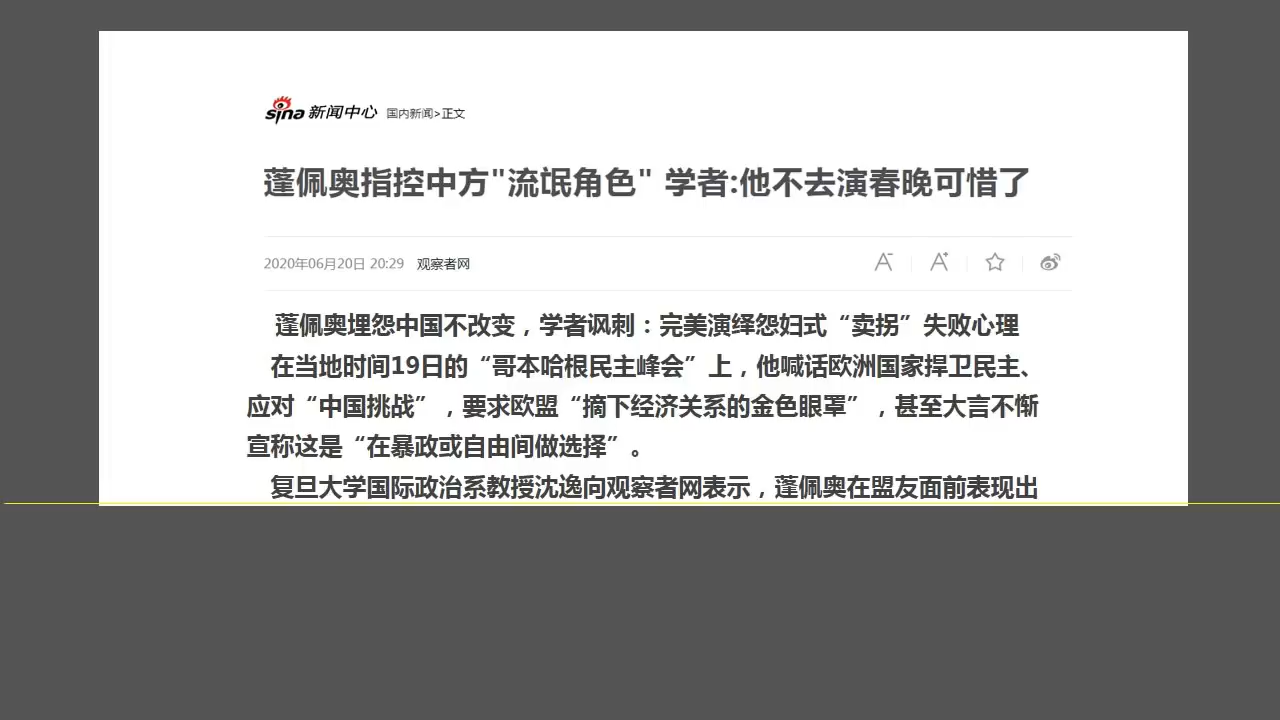 sina 新闻中心 国内新闻>正文
蓬佩奥指控中方"流氓角色" 学者:他不去演春晚可惜了
2020年06月20日 20:29 观察者网
A- A+
蓬佩奥埋怨中国不改变，学者讽刺：完美演绎怨妇式“卖拐”失败心理
在当地时间19日的“哥本哈根民主峰会”上，他喊话欧洲国家捍卫民主、
应对“中国挑战”，要求欧盟“摘下经济关系的金色眼罩”，甚至大言不惭
宣称这是“在暴政或自由间做选择”。
复旦大学国际政治系教授沈逸向观察者网表示，蓬佩奥在盟友面前表现出